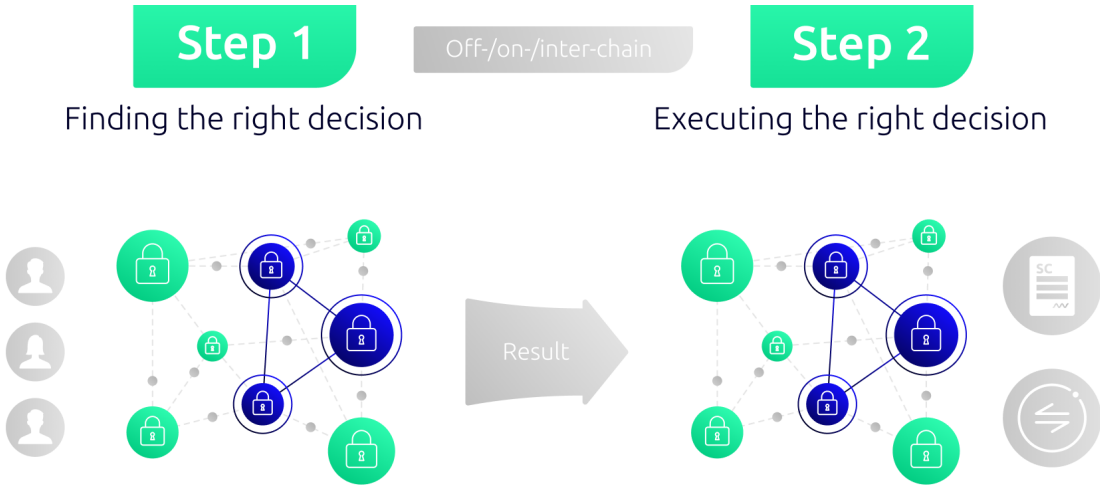 Step 1
Off-/on-/inter-chain
Step 2
Finding the right decision
Executing the right decision
SC
Result